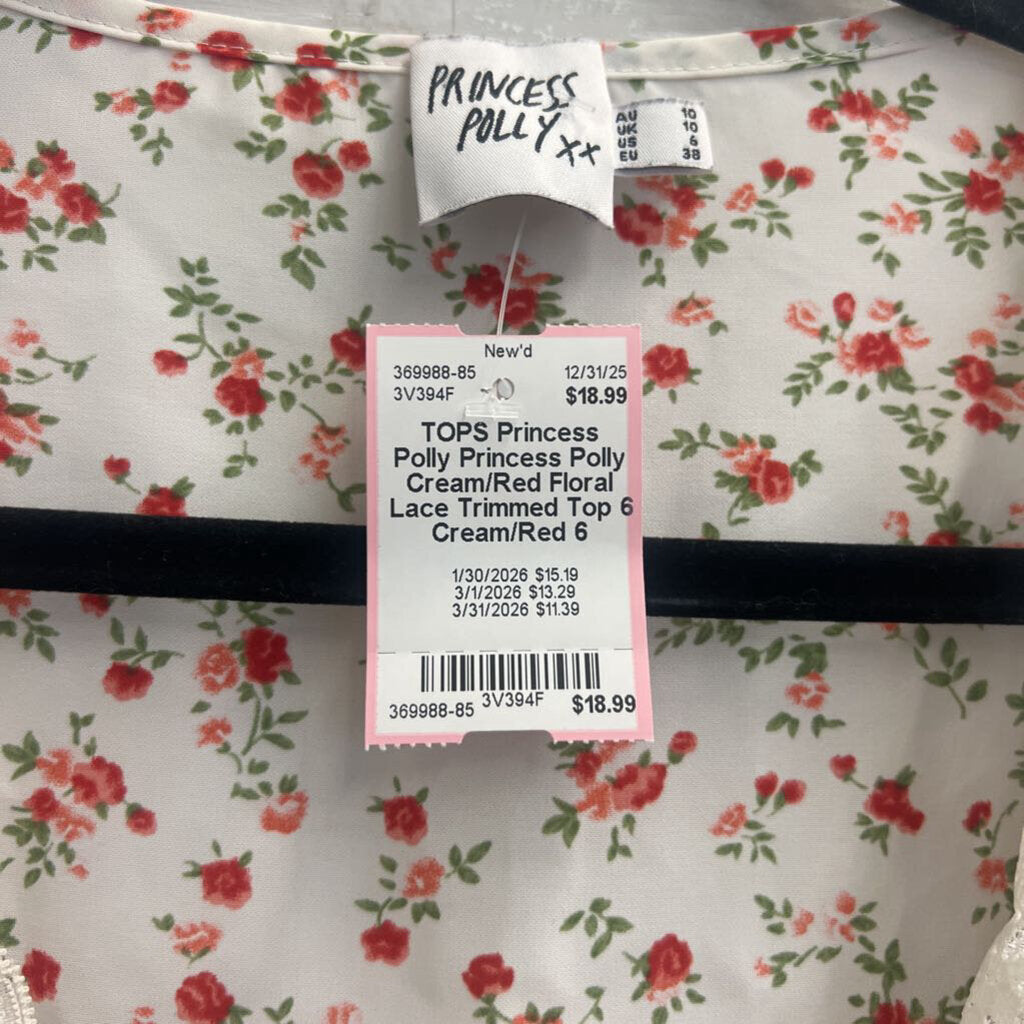 PRINCESS
POLLY xx
AU 10
UK 10
US 6
EU 38
New'd
369988-85 12/31/25
3V394F $18.99
TOPS Princess
Polly Princess Polly
Cream/Red Floral
Lace Trimmed Top 6
Cream/Red 6
1/30/2026 $15.19
3/1/2026 $13.29
3/31/2026 $11.39
369988-85 3V394F $18.99